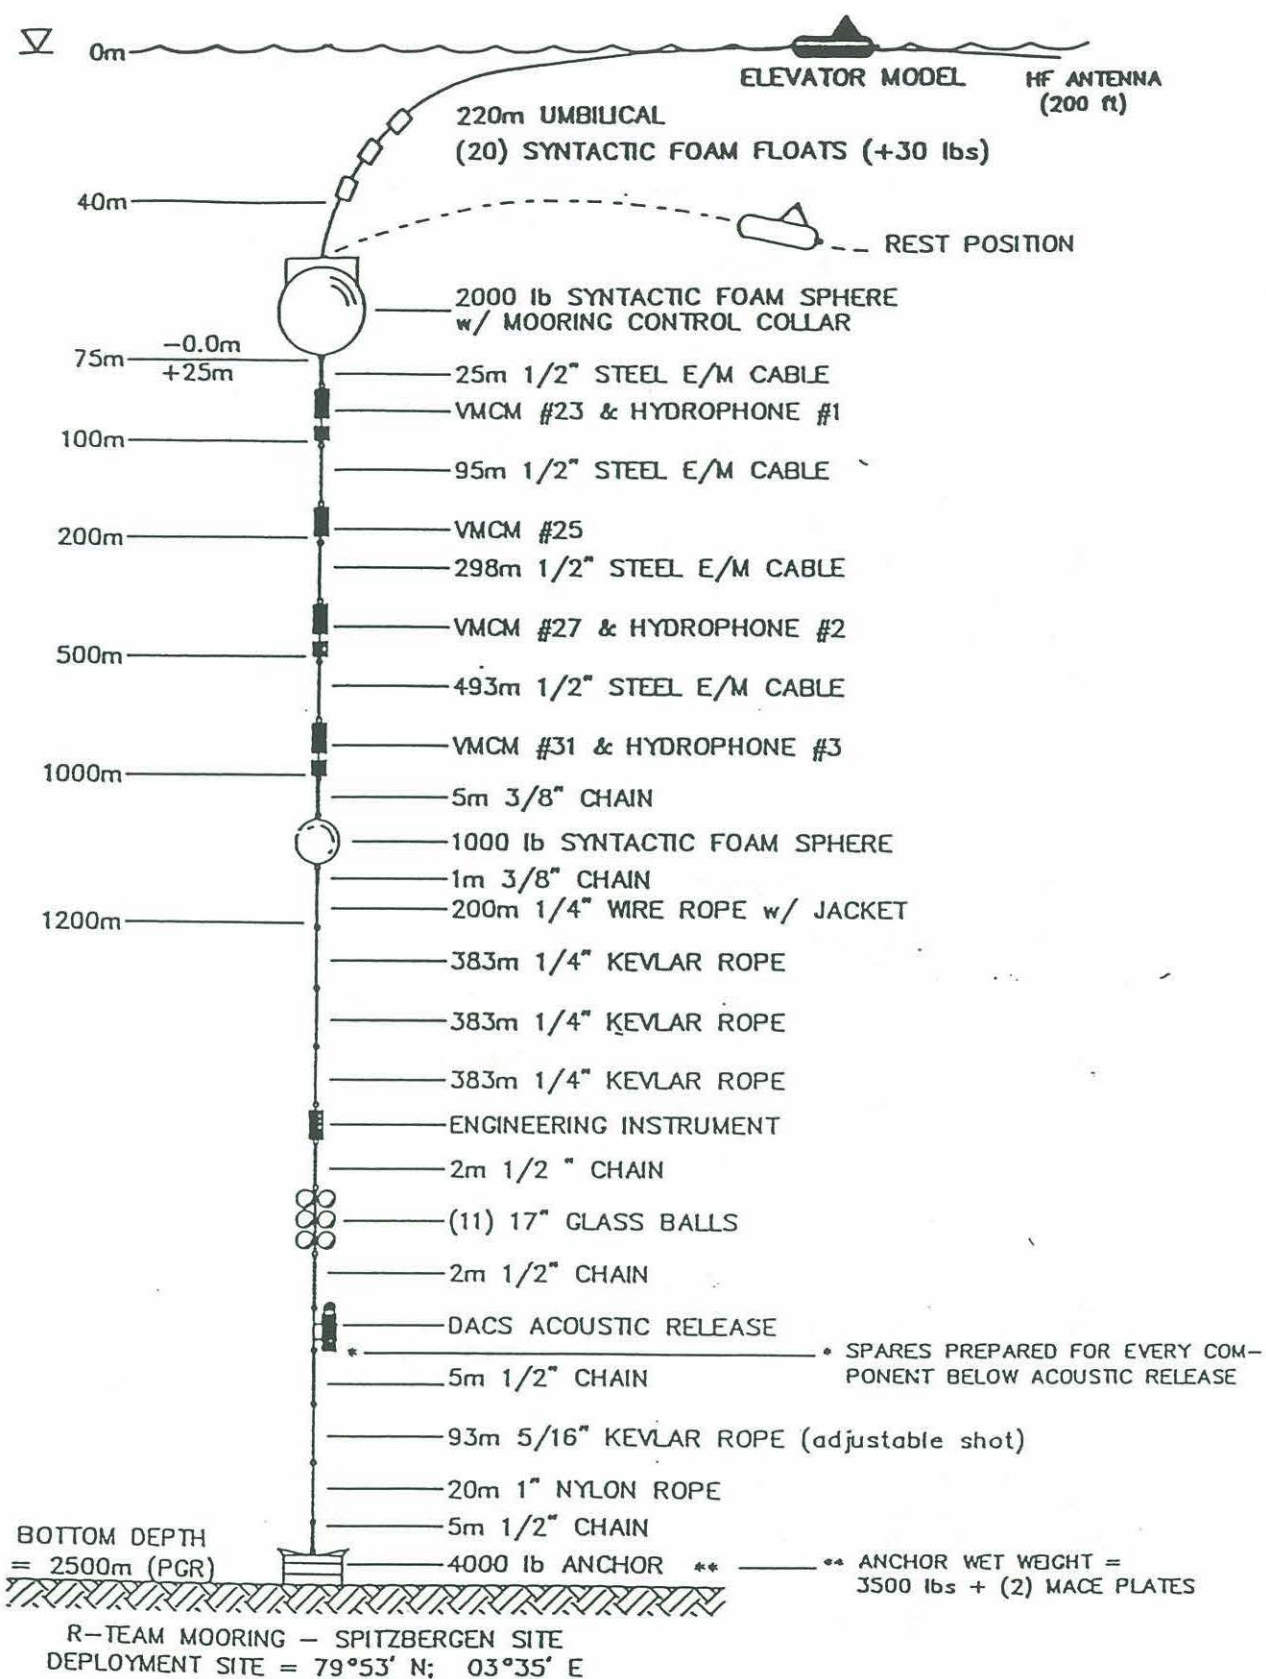 0m
ELEVATOR MODEL
HF ANTENNA
(200 ft)
220m UMBILICAL
(20) SYNTACTIC FOAM FLOATS (+30 lbs)
40m
REST POSITION
2000 lb SYNTACTIC FOAM SPHERE
w/ MOORING CONTROL COLLAR
75m
-0.0m
+25m
25m 1/2" STEEL E/M CABLE
VMCM #23 & HYDROPHONE #1
100m
95m 1/2" STEEL E/M CABLE
VMCM #25
200m
298m 1/2" STEEL E/M CABLE
VMCM #27 & HYDROPHONE #2
500m
493m 1/2" STEEL E/M CABLE
VMCM #31 & HYDROPHONE #3
1000m
5m 3/8" CHAIN
1000 lb SYNTACTIC FOAM SPHERE
1m 3/8" CHAIN
200m 1/4" WIRE ROPE w/ JACKET
1200m
383m 1/4" KEVLAR ROPE
383m 1/4" KEVLAR ROPE
383m 1/4" KEVLAR ROPE
ENGINEERING INSTRUMENT
2m 1/2 " CHAIN
(11) 17" GLASS BALLS
2m 1/2" CHAIN
DACS ACOUSTIC RELEASE
* * SPARES PREPARED FOR EVERY COM-
PONENT BELOW ACOUSTIC RELEASE
5m 1/2" CHAIN
93m 5/16" KEVLAR ROPE (adjustable shot)
20m 1" NYLON ROPE
5m 1/2" CHAIN
BOTTOM DEPTH
= 2500m (PGR)
4000 lb ANCHOR ** ** ANCHOR WET WEIGHT =
3500 lbs + (2) MACE PLATES
R-TEAM MOORING - SPITZBERGEN SITE
DEPLOYMENT SITE = 79°53' N; 03°35' E